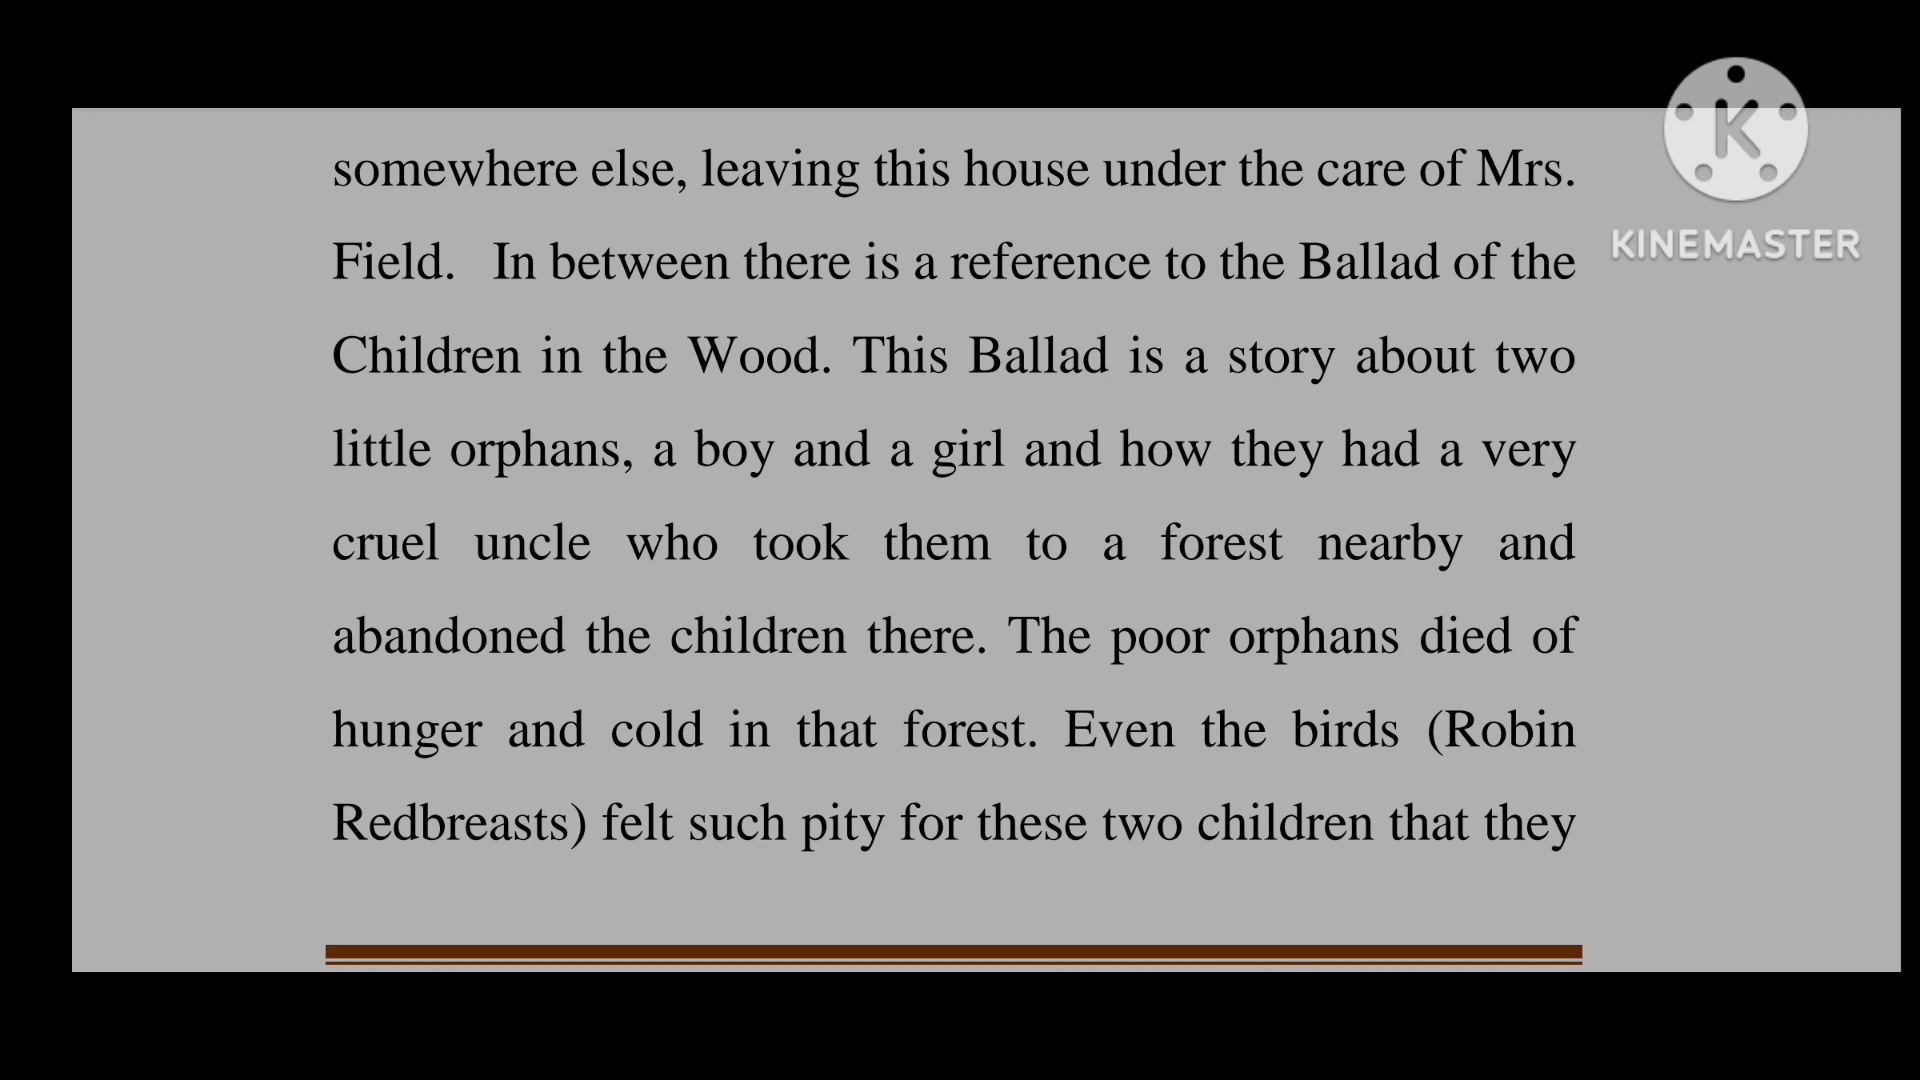 somewhere else, leaving this house under the care of Mrs.
Field. In between there is a reference to the Ballad of the
Children in the Wood. This Ballad is a story about two
little orphans, a boy and a girl and how they had a very
cruel uncle who took them to a forest nearby and
abandoned the children there. The poor orphans died of
hunger and cold in that forest. Even the birds (Robin
Redbreasts) felt such pity for these two children that they
K
KINEMASTER